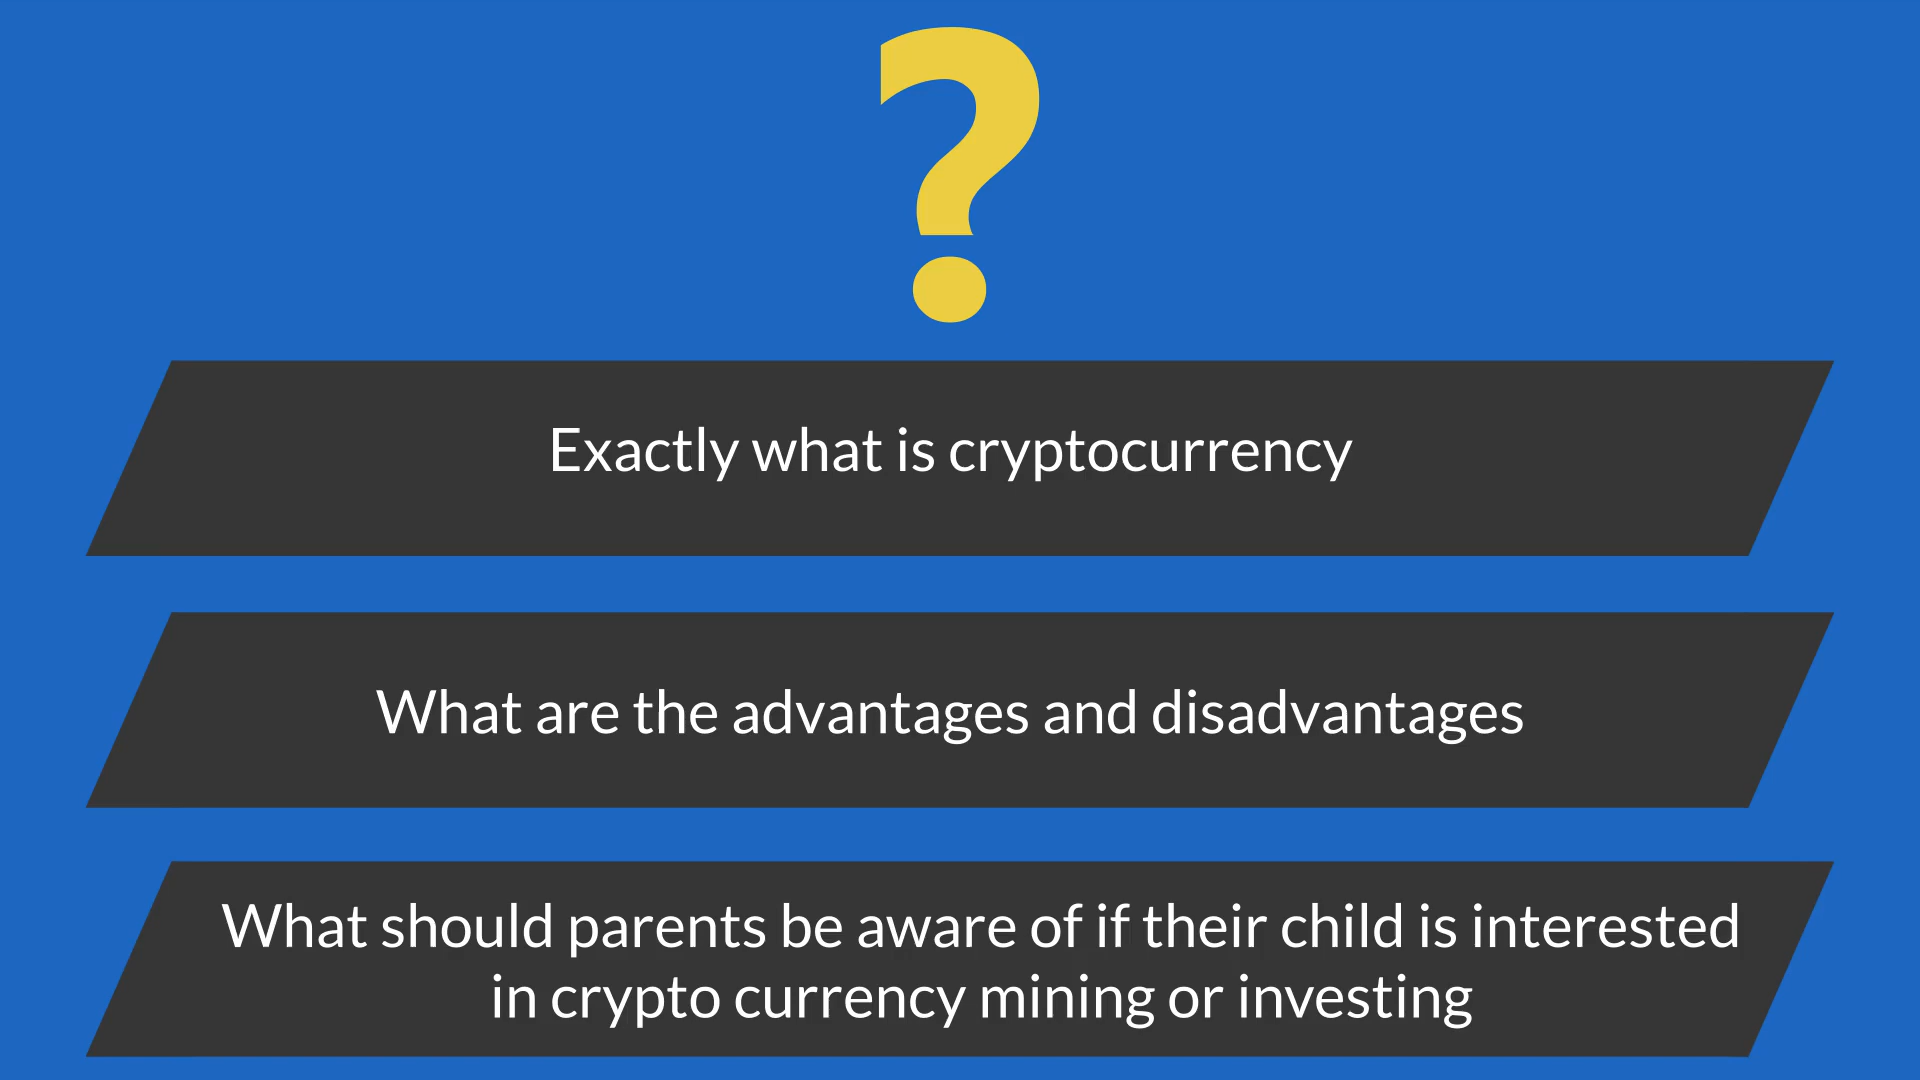 ?
Exactly what is cryptocurrency
What are the advantages and disadvantages
What should parents be aware of if their child is interested
in crypto currency mining or investing